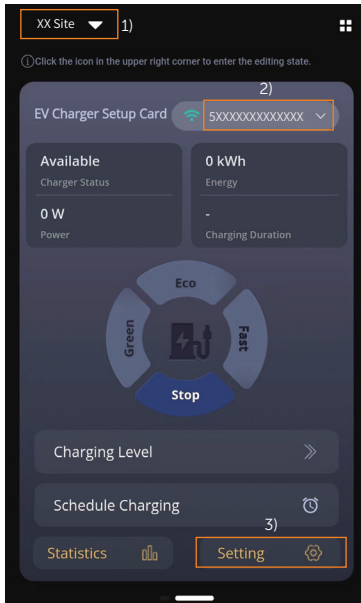 XX Site 1)
Click the icon in the upper right corner to enter the editing state.
2)
EV Charger Setup Card 5XXXXXXXXXXXXX
Available 0 kWh
Charger Status Energy
0 W -
Power Charging Duration
Eco
Green Fast
Stop
Charging Level
Schedule Charging
3)
Statistics Setting